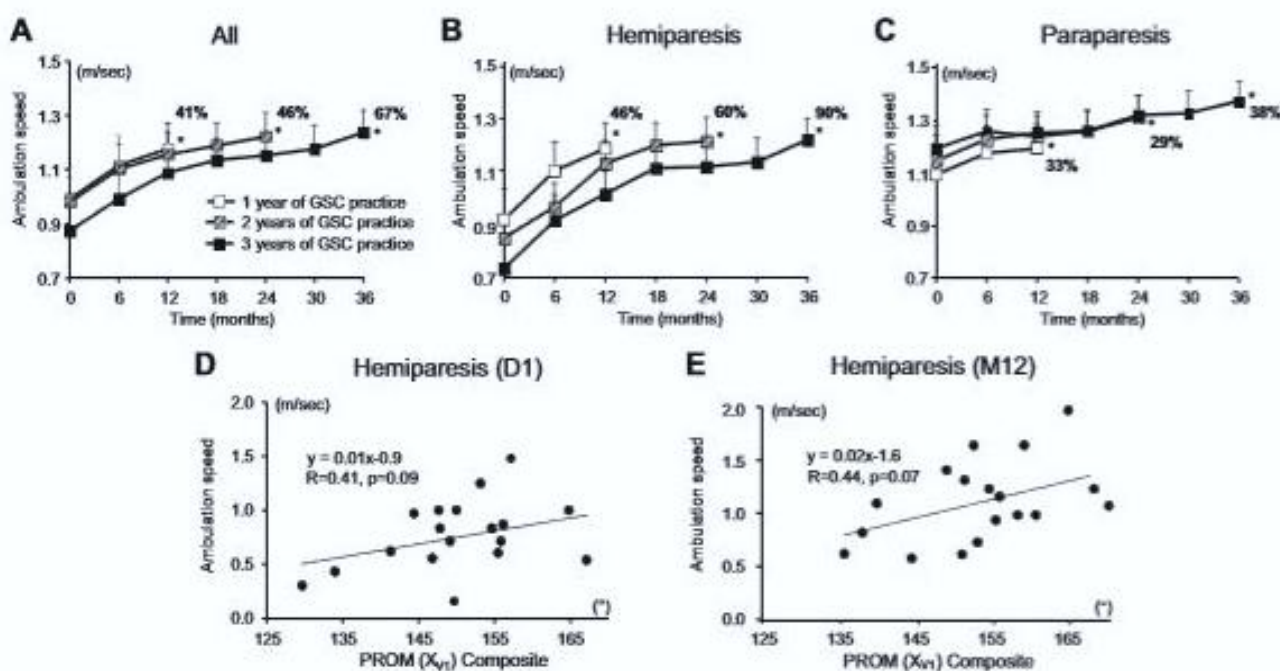 A All
(m/sec)
Ambulation speed
1.5
1.3
1.1
0.9
0.7
41%
*
46%
*
67%
*
1 year of GSC practice
2 years of GSC practice
3 years of GSC practice
0 6 12 18 24 30 36
Time (months)
B Hemiparesis
(m/sec)
Ambulation speed
1.5
1.3
1.1
0.9
0.7
46%
*
60%
*
90%
*
0 6 12 18 24 30 36
Time (months)
C Paraparesis
(m/sec)
Ambulation speed
1.5
1.3
1.1
0.9
0.7
*
33%
*
29%
*
38%
0 6 12 18 24 30 36
Time (months)
D Hemiparesis (D1)
(m/sec)
Ambulation speed
2.0
1.5
1.0
0.5
0.0
y = 0.01x-0.9
R=0.41, p=0.09
(°)
125 135 145 155 165
PROM (XV1) Composite
E Hemiparesis (M12)
(m/sec)
Ambulation speed
2.0
1.5
1.0
0.5
0.0
y = 0.02x-1.6
R=0.44, p=0.07
(°)
125 135 145 155 165
PROM (XV1) Composite